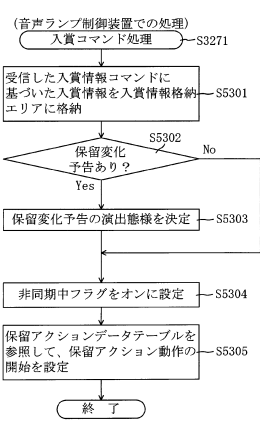 (音声ランプ制御装置での処理)
入賞コマンド処理
S3271
受信した入賞情報コマンドに
基づいた入賞情報を入賞情報格納
エリアに格納
S5301
S5302
保留変化
予告あり？
No
Yes
保留変化予告の演出態様を決定
S5303
非同期中フラグをオンに設定
S5304
保留アクションデータテーブルを
参照して、保留アクション動作の
開始を設定
S5305
終 了